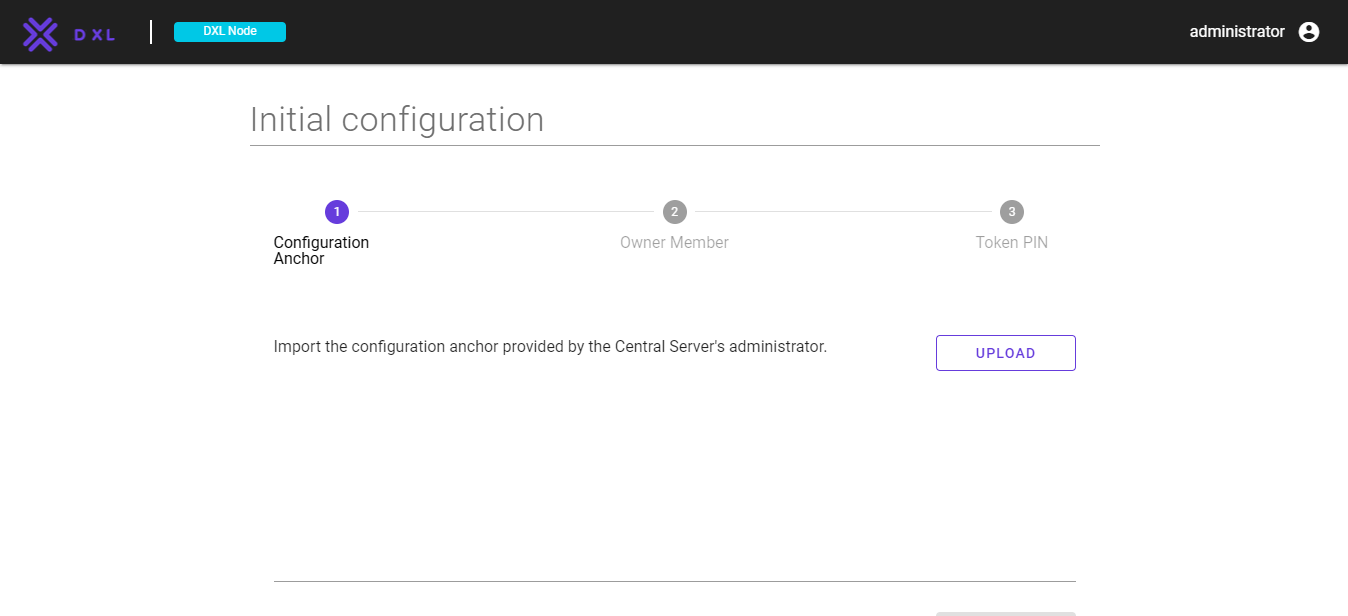 DXL
DXL Node
administrator
Initial configuration
1
2
3
Configuration
Anchor
Owner Member
Token PIN
Import the configuration anchor provided by the Central Server's administrator.
UPLOAD